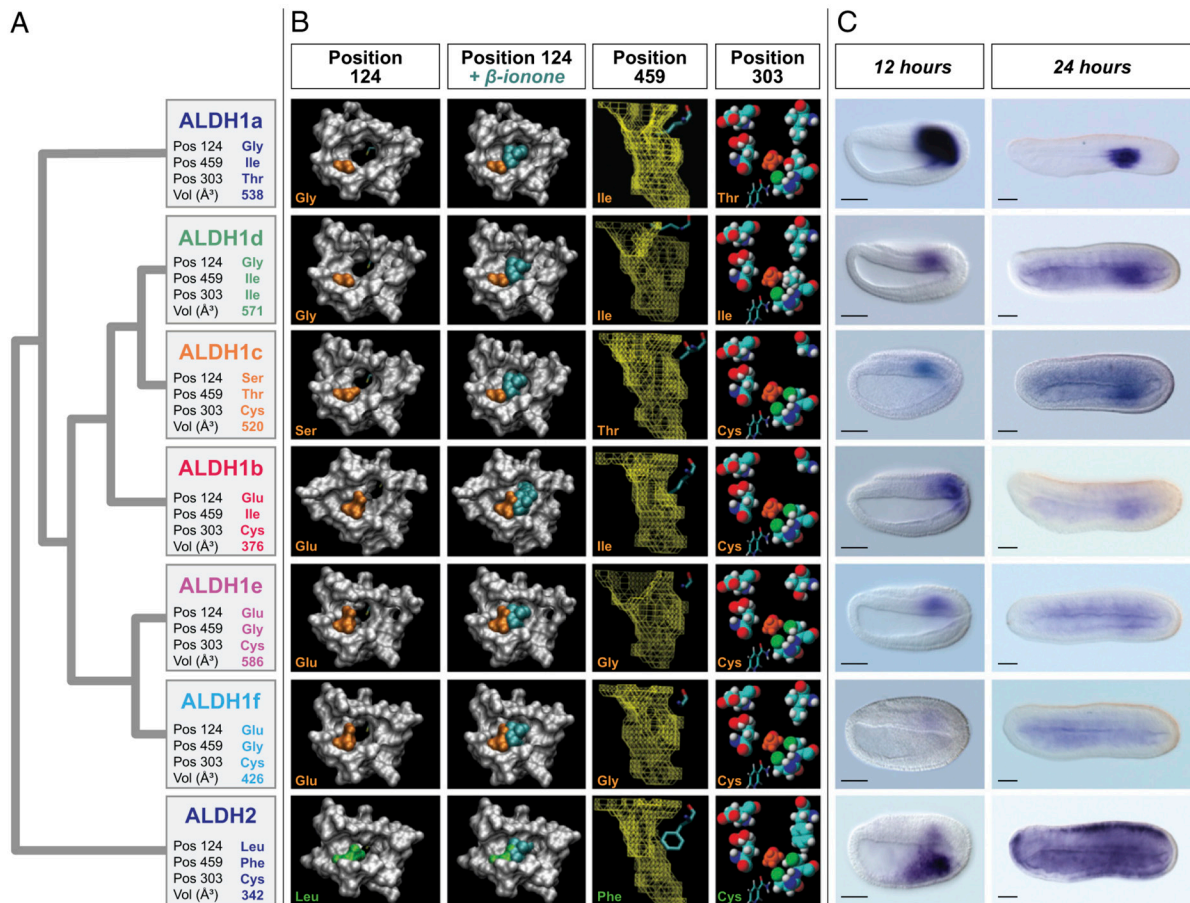 A
B
C
Position 124
Position 124 + β-ionone
Position 459
Position 303
12 hours
24 hours
ALDH1a
Pos 124 Gly
Pos 459 Ile
Pos 303 Thr
Vol (Å³) 538
Gly
Ile
Thr
ALDH1d
Pos 124 Gly
Pos 459 Ile
Pos 303 Ile
Vol (Å³) 571
Gly
Ile
Ile
ALDH1c
Pos 124 Ser
Pos 459 Thr
Pos 303 Cys
Vol (Å³) 520
Ser
Thr
Cys
ALDH1b
Pos 124 Glu
Pos 459 Ile
Pos 303 Cys
Vol (Å³) 376
Glu
Ile
Cys
ALDH1e
Pos 124 Glu
Pos 459 Gly
Pos 303 Cys
Vol (Å³) 586
Glu
Gly
Cys
ALDH1f
Pos 124 Glu
Pos 459 Gly
Pos 303 Cys
Vol (Å³) 426
Glu
Gly
Cys
ALDH2
Pos 124 Leu
Pos 459 Phe
Pos 303 Cys
Vol (Å³) 342
Leu
Phe
Cys